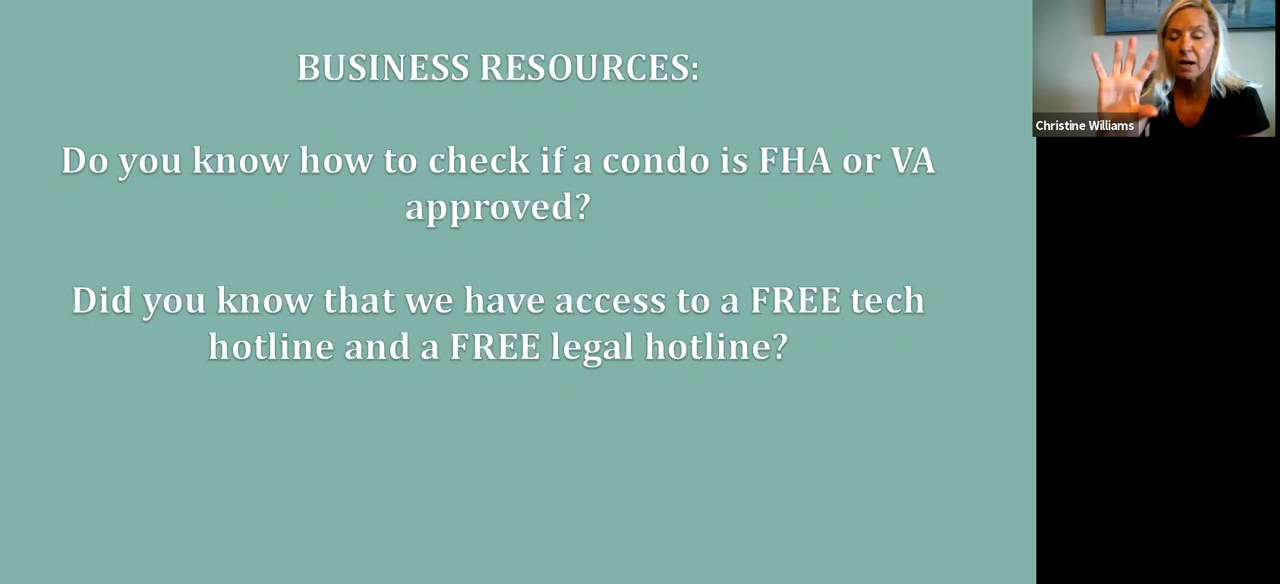 BUSINESS RESOURCES:
Do you know how to check if a condo is FHA or VA
approved?
Did you know that we have access to a FREE tech
hotline and a FREE legal hotline?
Christine Williams